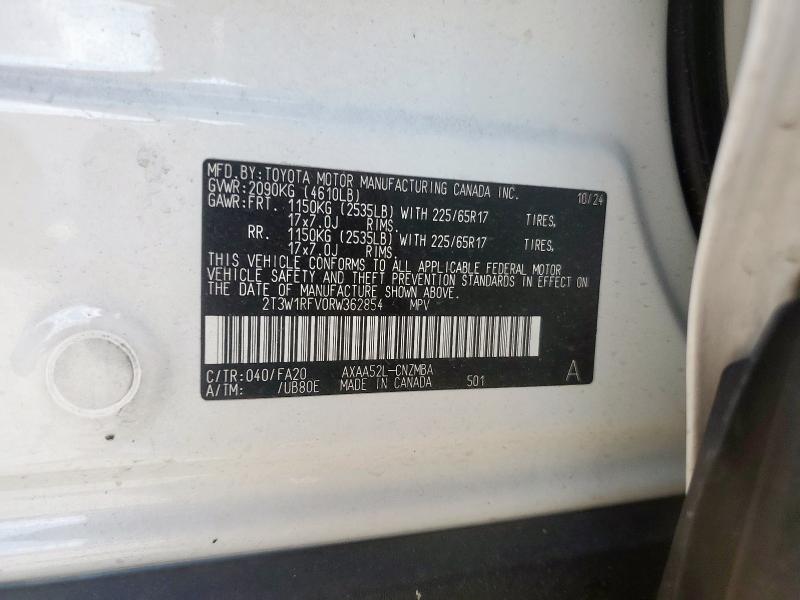 MFD.BY:TOYOTA MOTOR MANUFACTURING CANADA INC. 10/24
GVWR:2090KG (4610LB)
GAWR:FRT. 1150KG (2535LB) WITH 225/65R17 TIRES,
17x7.0J RIMS.
RR. 1150KG (2535LB) WITH 225/65R17 TIRES.
17x7.0J RIMS.
THIS VEHICLE CONFORMS TO ALL APPLICABLE FEDERAL MOTOR
VEHICLE SAFETY AND THEFT PREVENTION STANDARDS IN EFFECT ON
THE DATE OF MANUFACTURE SHOWN ABOVE.
2T3W1RFV0RW362854 MPV
C/TR:040/FA20 AXAA52L-CNZMBA A
A/TM: /UB80E MADE IN CANADA 501